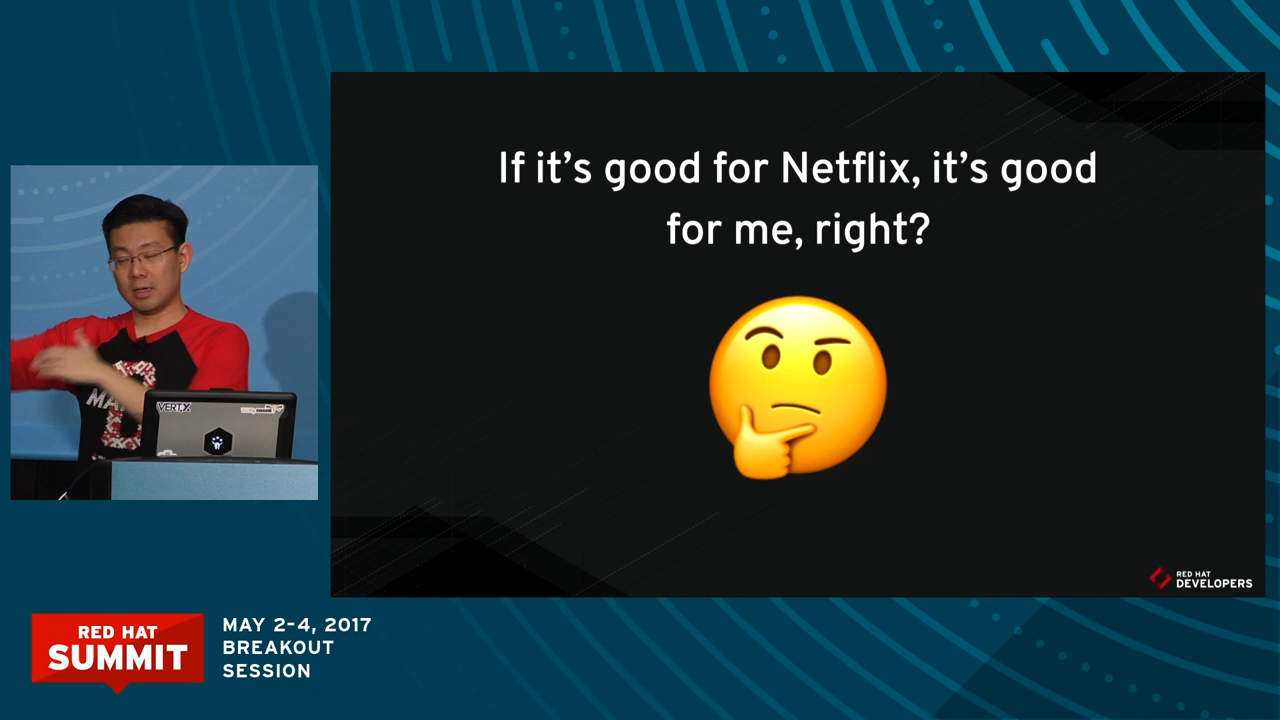 If it’s good for Netflix, it’s good
for me, right?
RED HAT
DEVELOPERS
VERT.X
RED HAT
SUMMIT
MAY 2-4, 2017
BREAKOUT
SESSION